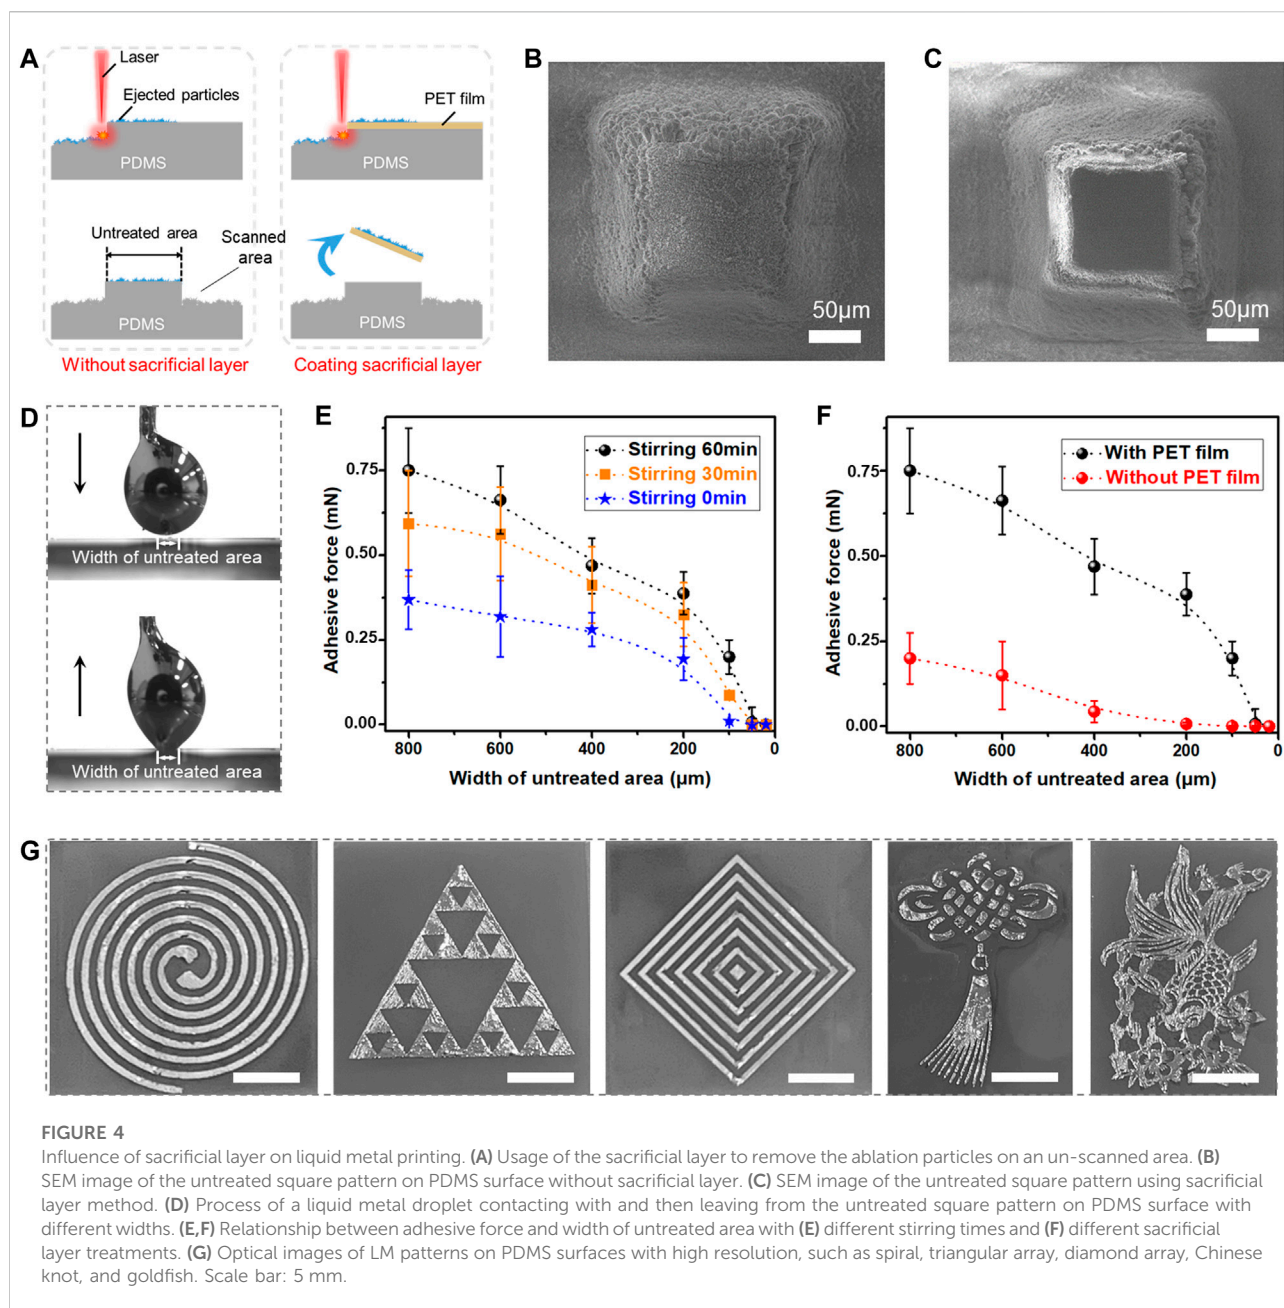 A
Laser
Ejected particles
PDMS
PET film
PDMS
Untreated area
Scanned
area
PDMS
PDMS
Without sacrificial layer
Coating sacrificial layer
B
50μm
C
50μm
D
Width of untreated area
Width of untreated area
E
Adhesive force (mN)
0.75
0.50
0.25
0.00
Stirring 60min
Stirring 30min
Stirring 0min
800 600 400 200 0
Width of untreated area (μm)
F
Adhesive force (mN)
0.75
0.50
0.25
0.00
With PET film
Without PET film
800 600 400 200 0
Width of untreated area (μm)
G
FIGURE 4
Influence of sacrificial layer on liquid metal printing. (A) Usage of the sacrificial layer to remove the ablation particles on an un-scanned area. (B)
SEM image of the untreated square pattern on PDMS surface without sacrificial layer. (C) SEM image of the untreated square pattern using sacrificial
layer method. (D) Process of a liquid metal droplet contacting with and then leaving from the untreated square pattern on PDMS surface with
different widths. (E,F) Relationship between adhesive force and width of untreated area with (E) different stirring times and (F) different sacrificial
layer treatments. (G) Optical images of LM patterns on PDMS surfaces with high resolution, such as spiral, triangular array, diamond array, Chinese
knot, and goldfish. Scale bar: 5 mm.